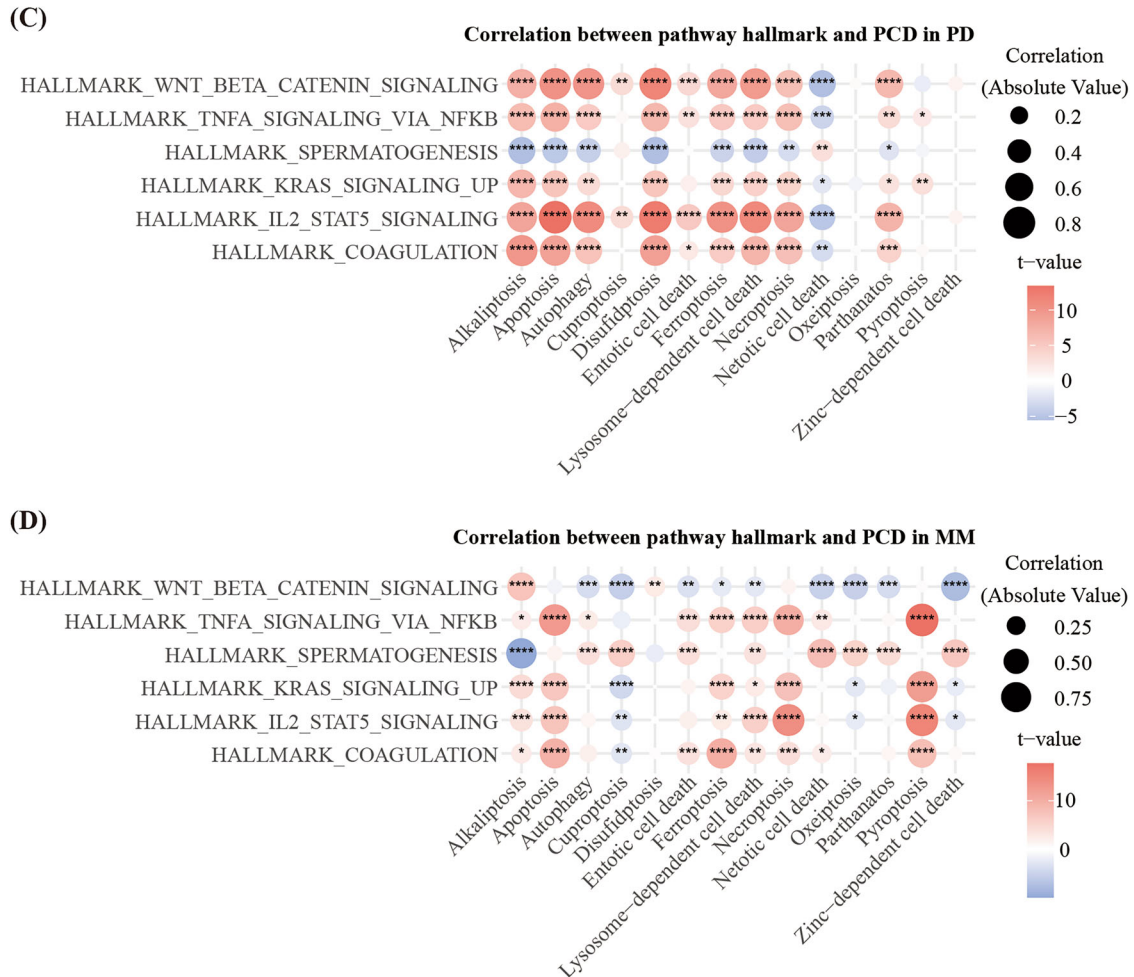 (C)
Correlation between pathway hallmark and PCD in PD
HALLMARK_WNT_BETA_CATENIN_SIGNALING **** **** **** ** **** *** **** **** **** **** ****
HALLMARK_TNFA_SIGNALING_VIA_NFKB **** **** **** **** ** **** **** **** *** ** *
HALLMARK_SPERMATOGENESIS **** **** *** **** *** **** ** ** *
HALLMARK_KRAS_SIGNALING_UP **** **** ** **** *** **** **** * * **
HALLMARK_IL2_STAT5_SIGNALING **** **** **** ** **** **** **** **** **** **** ****
HALLMARK_COAGULATION **** **** **** **** * **** **** **** ** ***
Alkaliptosis
Apoptosis
Autophagy
Cuproptosis
Disulfidptosis
Entotic cell death
Ferroptosis
Lysosome−dependent cell death
Necroptosis
Netotic cell death
Oxeiptosis
Parthanatos
Pyroptosis
Zinc−dependent cell death
Correlation
(Absolute Value)
0.2
0.4
0.6
0.8
t−value
10
5
0
−5
(D)
Correlation between pathway hallmark and PCD in MM
HALLMARK_WNT_BETA_CATENIN_SIGNALING **** *** **** ** ** * ** **** **** *** ****
HALLMARK_TNFA_SIGNALING_VIA_NFKB * **** * *** **** **** **** ** ****
HALLMARK_SPERMATOGENESIS **** *** **** *** ** **** **** **** ****
HALLMARK_KRAS_SIGNALING_UP **** **** **** **** * **** * **** *
HALLMARK_IL2_STAT5_SIGNALING *** **** ** ** **** **** * **** *
HALLMARK_COAGULATION * **** ** *** **** ** *** * ****
Alkaliptosis
Apoptosis
Autophagy
Cuproptosis
Disulfidptosis
Entotic cell death
Ferroptosis
Lysosome−dependent cell death
Necroptosis
Netotic cell death
Oxeiptosis
Parthanatos
Pyroptosis
Zinc−dependent cell death
Correlation
(Absolute Value)
0.25
0.50
0.75
t−value
10
0